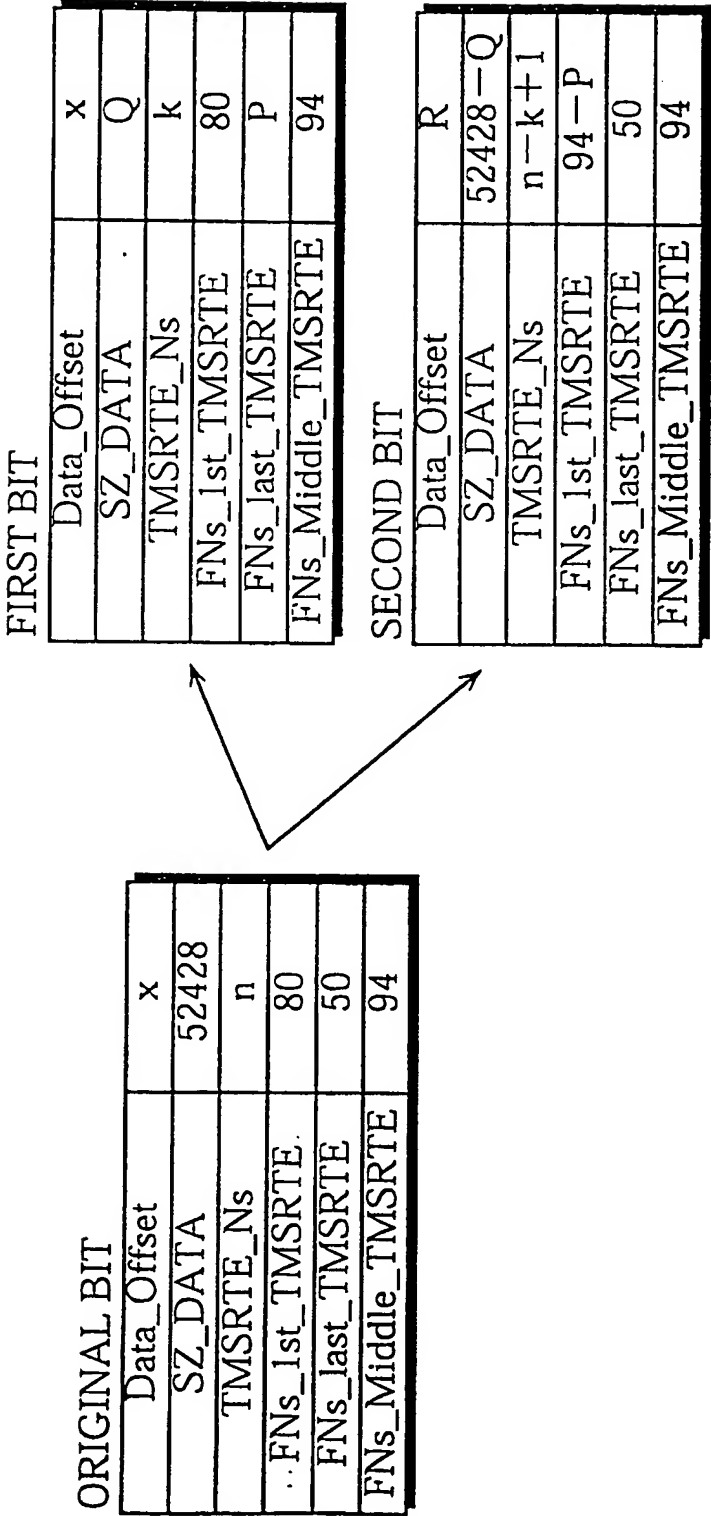 ORIGINAL BIT
Data_Offset x
SZ_DATA 52428
TMSRTE_Ns n
FNs_1st_TMSRTE 80
FNs_last_TMSRTE 50
FNs_Middle_TMSRTE 94
FIRST BIT
Data_Offset x
SZ_DATA Q
TMSRTE_Ns k
FNs_1st_TMSRTE 80
FNs_last_TMSRTE P
FNs_Middle_TMSRTE 94
SECOND BIT
Data_Offset R
SZ_DATA 52428-Q
TMSRTE_Ns n-k+1
FNs_1st_TMSRTE 94-P
FNs_last_TMSRTE 50
FNs_Middle_TMSRTE 94